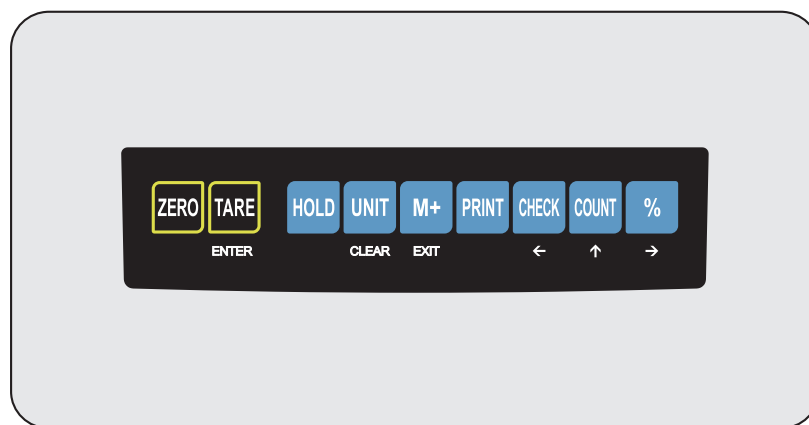 ZERO TARE HOLD UNIT M+ PRINT CHECK COUNT %
ENTER CLEAR EXIT ← ↑ →